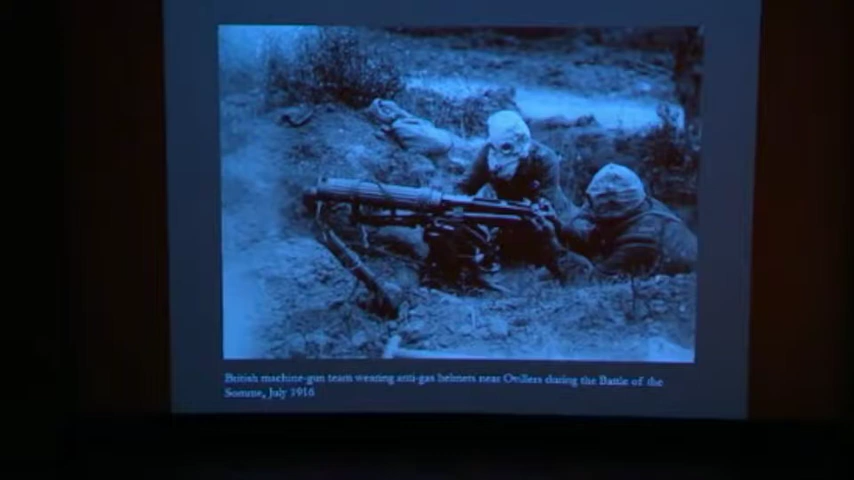 British machine-gun team wearing anti-gas helmets near Ovillers during the Battle of the
Somme, July 1916